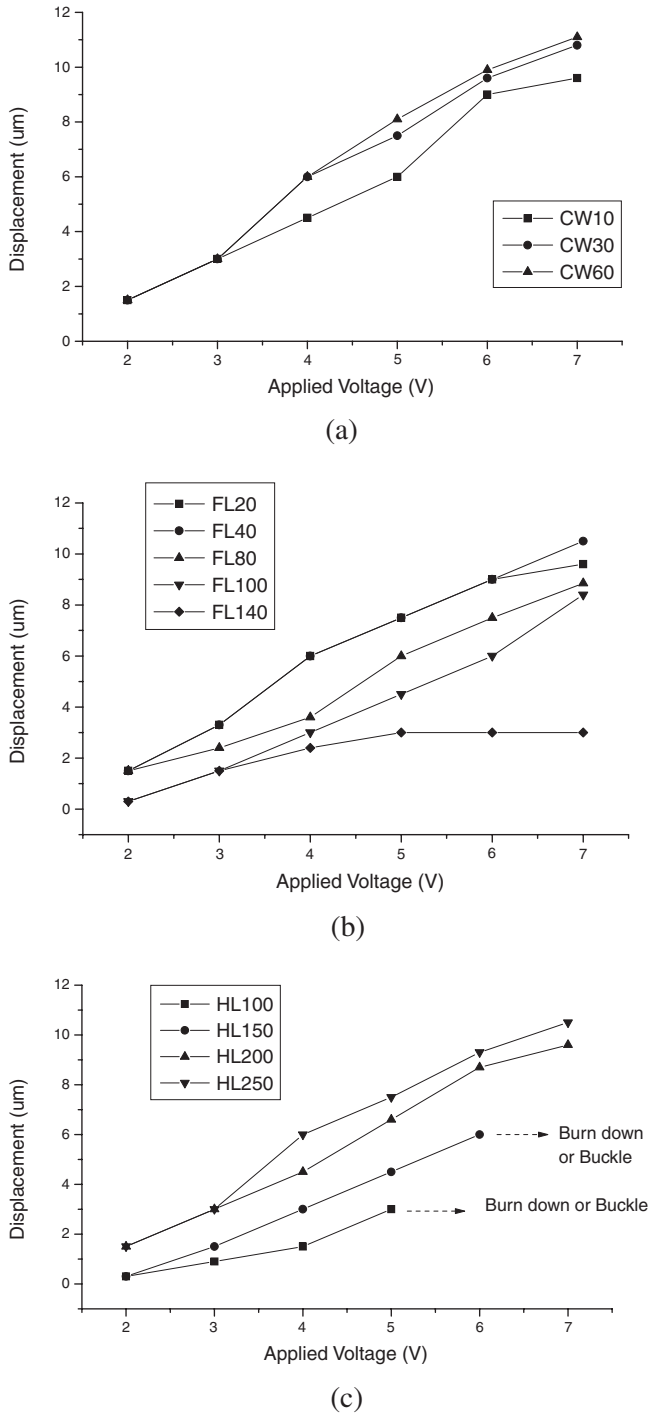 12
10
8
6
4
2
0
Displacement (um)
CW10
CW30
CW60
2 3 4 5 6 7
Applied Voltage (V)
(a)
FL20
FL40
FL80
FL100
FL140
12
10
8
6
4
2
0
Displacement (um)
2 3 4 5 6 7
Applied Voltage (V)
(b)
12
10
8
6
4
2
0
Displacement (um)
HL100
HL150
HL200
HL250
Burn down
or Buckle
Burn down or Buckle
2 3 4 5 6 7
Applied Voltage (V)
(c)